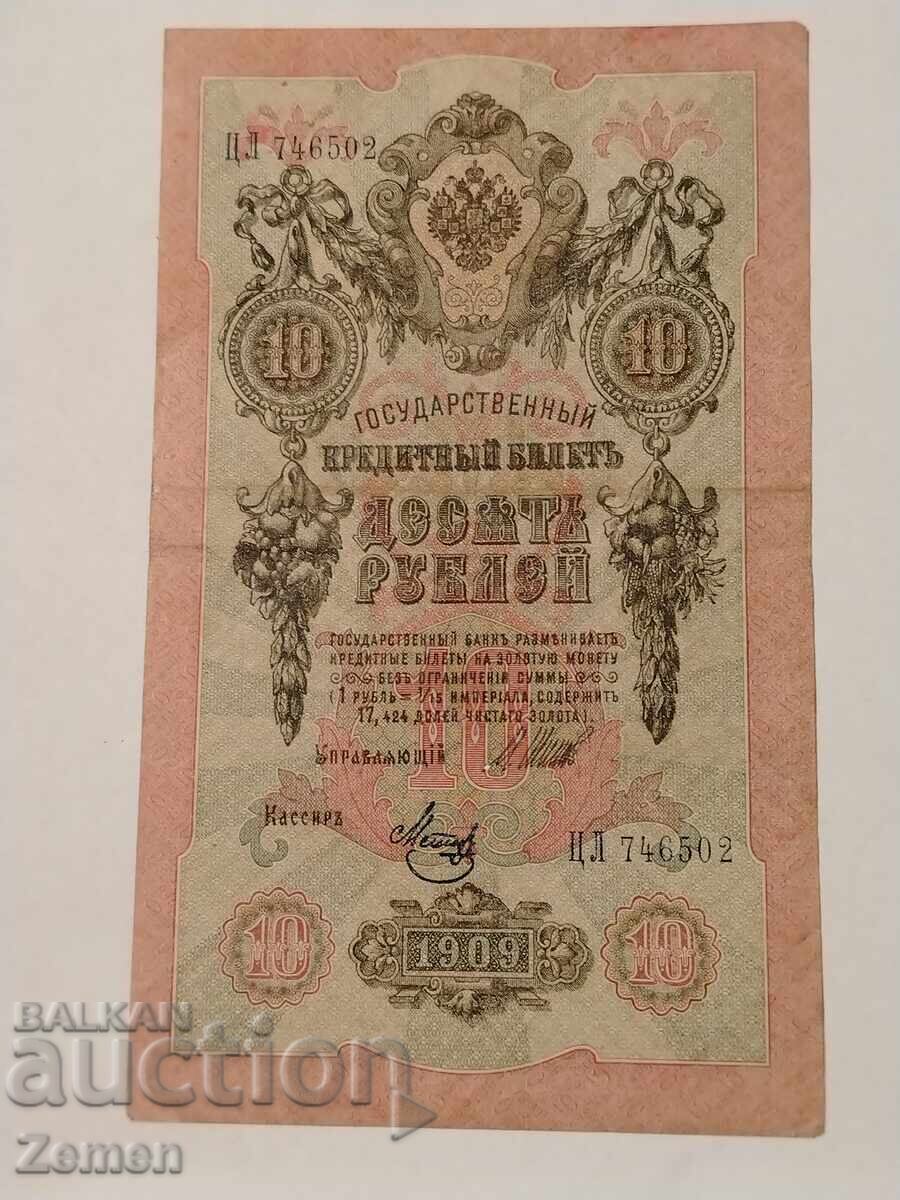 ЦЛ 746502
10 10
ГОСУДАРСТВЕННЫЙ
КРЕДИТНЫЙ БИЛЕТЪ
ДЕСЯТЬ
РУБЛЕЙ
ГОСУДАРСТВЕННЫЙ БАНКЪ РАЗМѢНИВАЕТЪ
КРЕДИТНЫЕ БИЛЕТЫ НА ЗОЛОТУЮ МОНЕТУ
БЕЗЪ ОГРАНИЧЕНІЯ СУММЫ
(1 РУБЛЬ = 1/15 ИМПЕРІАЛА, СОДЕРЖИТЪ
17,424 ДОЛЕЙ ЧИСТАГО ЗОЛОТА).
10
УПРАВЛЯЮЩІЙ
Кассиръ
ЦЛ 746502
10 1909 10
BALKAN
auction
Zemen